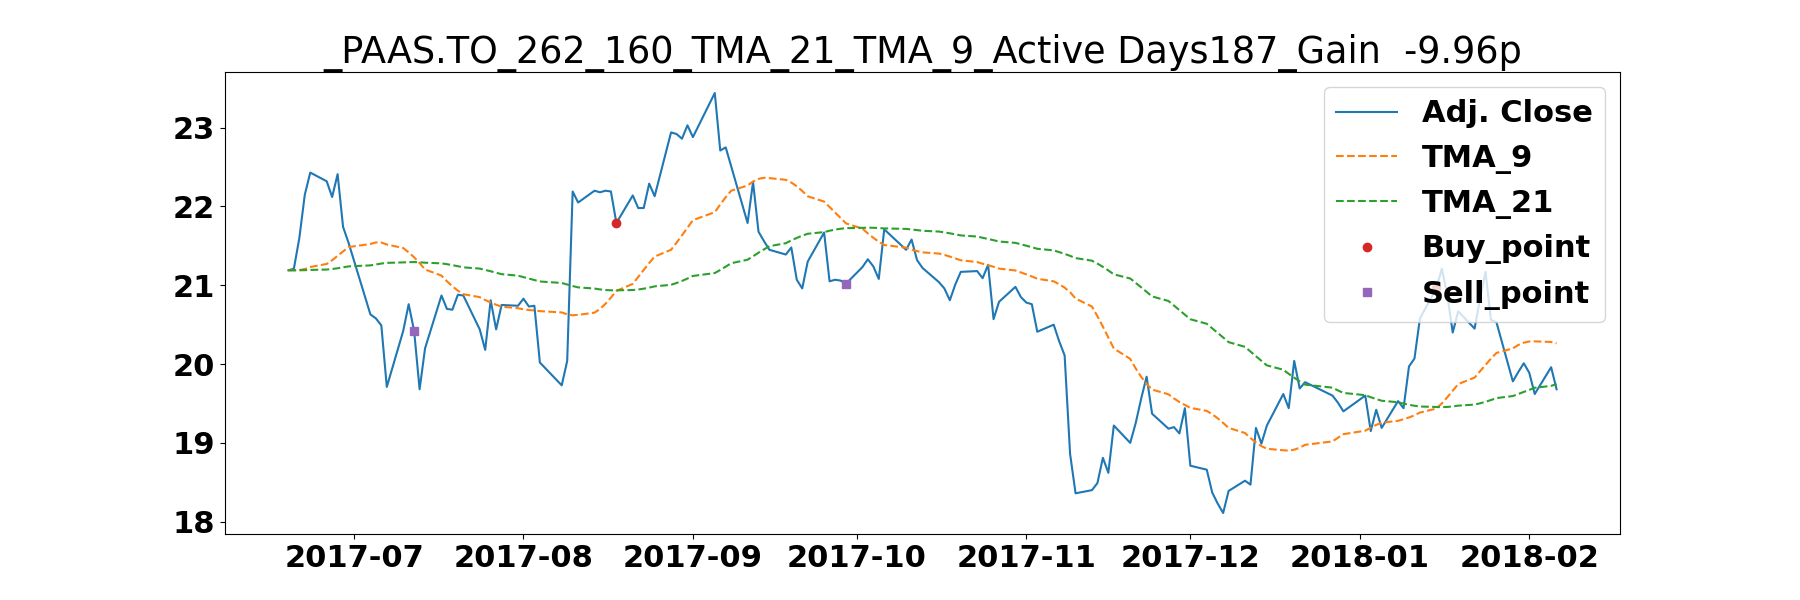 _PAAS.TO_262_160_TMA_21_TMA_9_Active Days187_Gain  -9.96p
Adj. Close
TMA_9
TMA_21
Buy_point
Sell_point
23
22
21
20
19
18
2017-07 2017-08 2017-09 2017-10 2017-11 2017-12 2018-01 2018-02